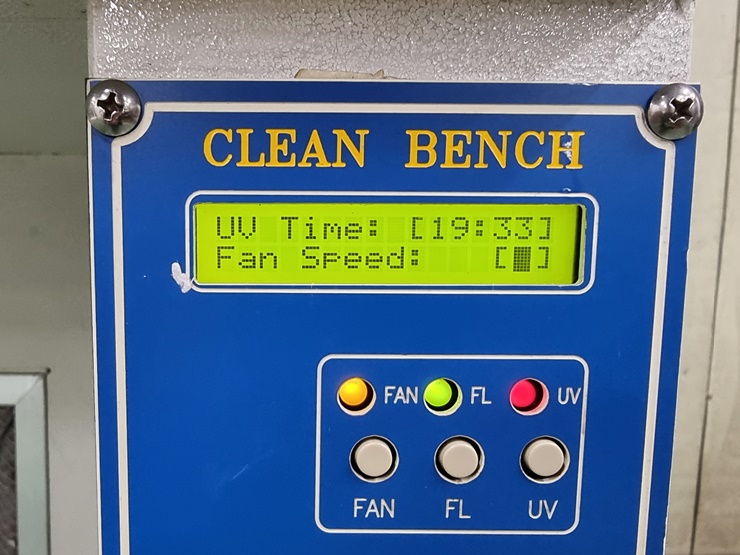 CLEAN BENCH
UV Time: [19:33]
Fan Speed: [█]
FAN FL UV
FAN FL UV